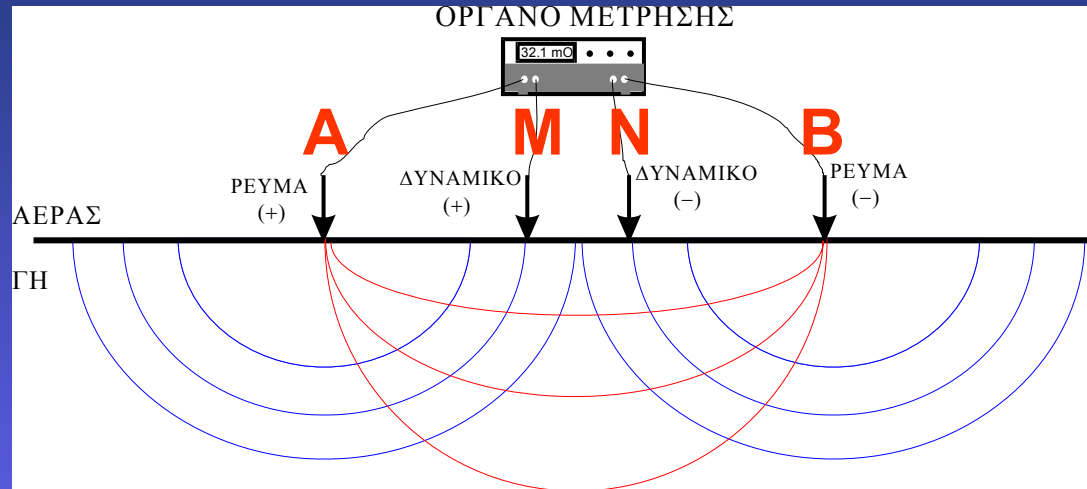 ΟΡΓΑΝΟ ΜΕΤΡΗΣΗΣ
32.1 mO
A M N B
ΡΕΥΜΑ
(+)
ΔΥΝΑΜΙΚΟ
(+)
ΔΥΝΑΜΙΚΟ
(−)
ΡΕΥΜΑ
(−)
ΑΕΡΑΣ
ΓΗ